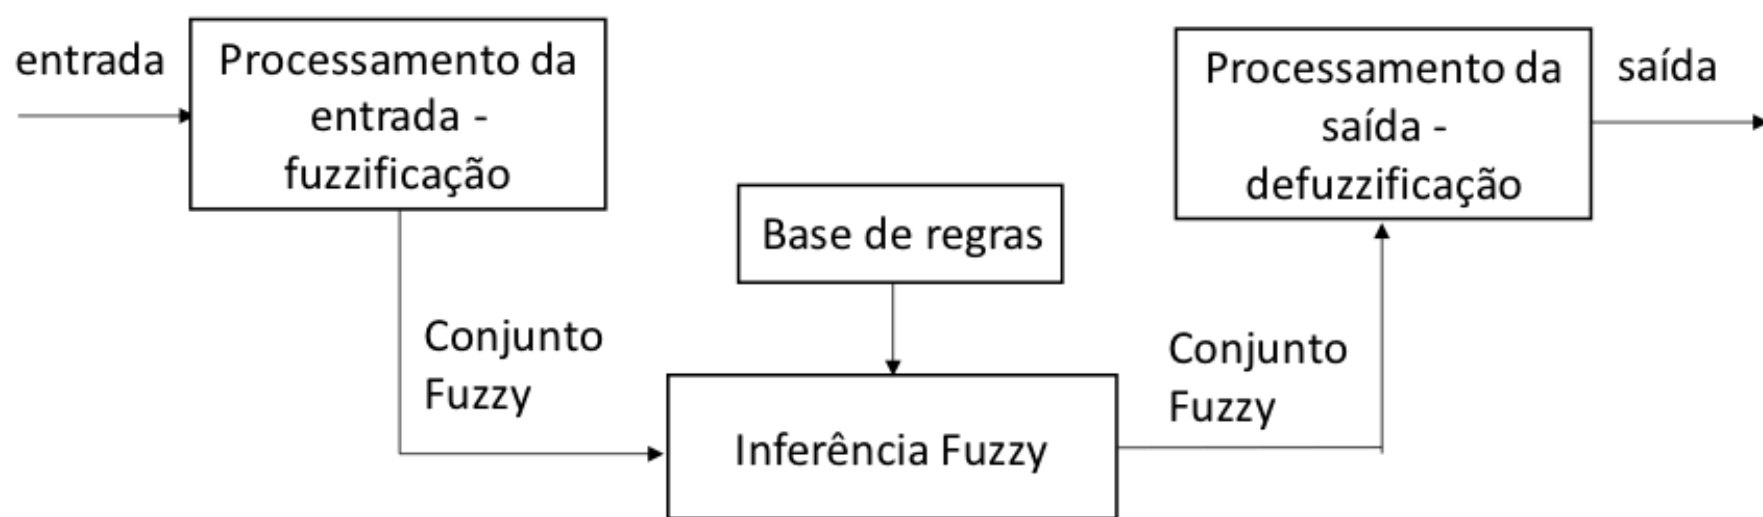 entrada
Processamento da
entrada -
fuzzificação
Conjunto
Fuzzy
Base de regras
Inferência Fuzzy
Conjunto
Fuzzy
Processamento da
saída -
defuzzificação
saída